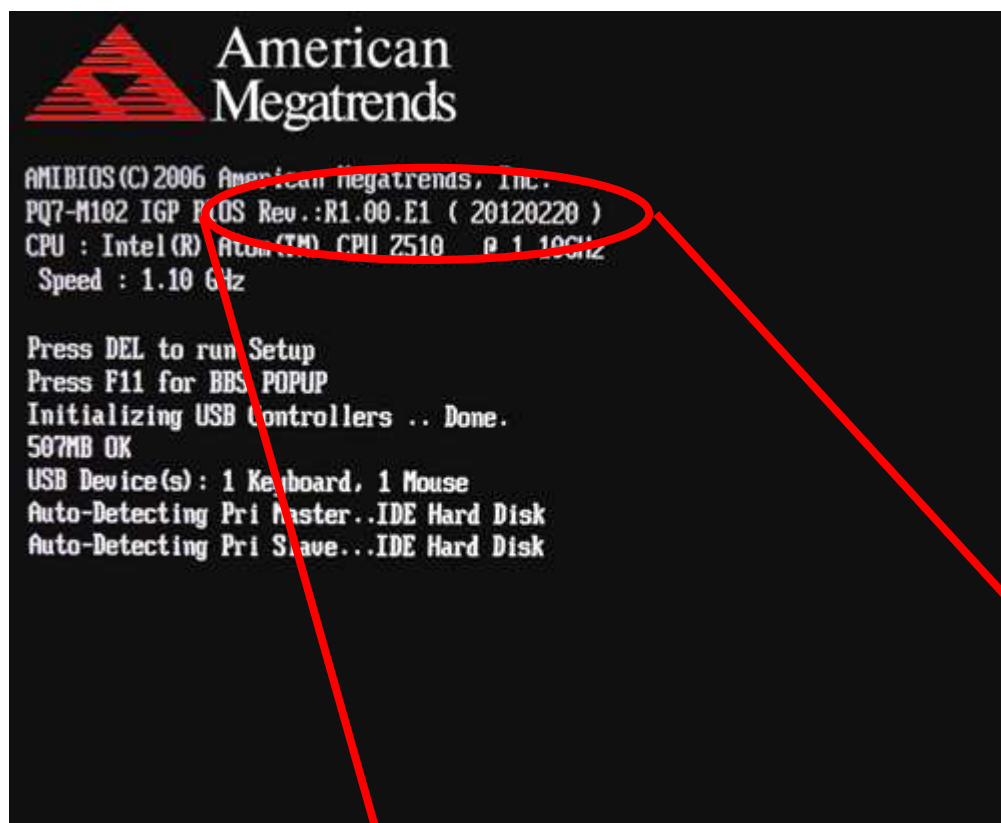 American
Megatrends
AMIBIOS(C)2006 American Megatrends, Inc.
PQ7-M102 IGP BIOS Rev.:R1.00.E1 ( 20120220 )
CPU : Intel(R) Atom(TM) CPU Z510 @ 1.10GHz
Speed : 1.10 GHz
Press DEL to run Setup
Press F11 for BBS POPUP
Initializing USB Controllers .. Done.
507MB OK
USB Device(s): 1 Keyboard, 1 Mouse
Auto-Detecting Pri Master..IDE Hard Disk
Auto-Detecting Pri Slave...IDE Hard Disk